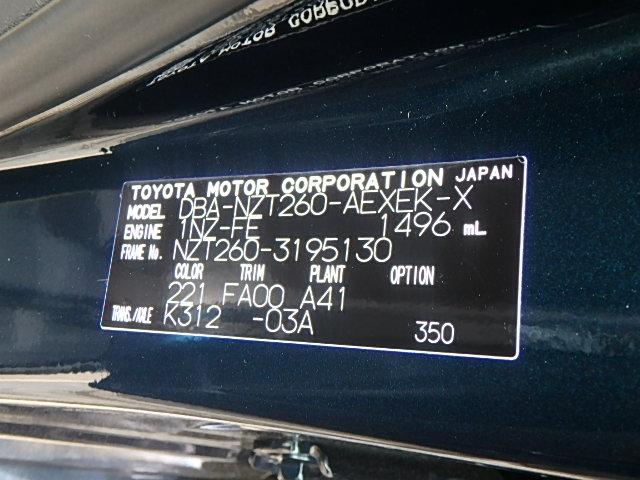 TOYOTA MOTOR CORPORATION JAPAN
MODEL DBA-NZT260-AEXEK-X
ENGINE 1NZ-FE 1496 mL
FRAME No. NZT260-3195130
COLOR TRIM PLANT OPTION
221 FA00 A41
TRANS./AXLE K312 -03A 350